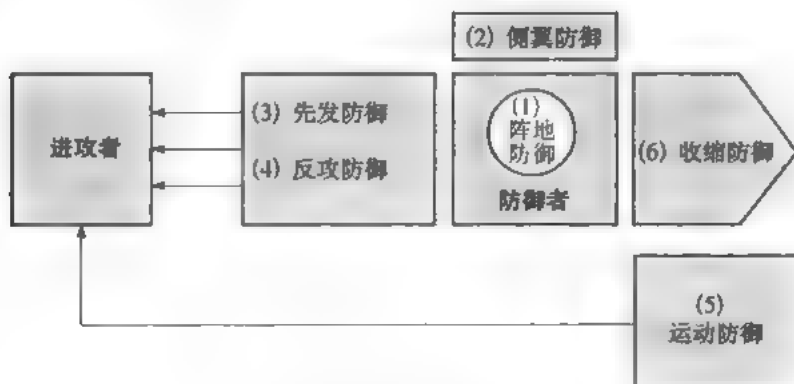 (2) 侧翼防御
进攻者
(3) 先发防御
(4) 反攻防御
(1)
阵地
防御
防御者
(6) 收缩防御
(5)
运动防御